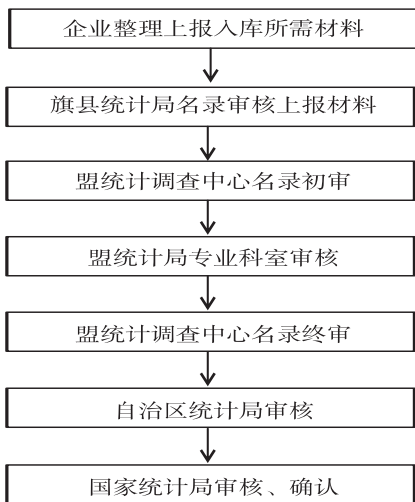 企业整理上报入库所需材料
旗县统计局名录审核上报材料
盟统计调查中心名录初审
盟统计局专业科室审核
盟统计调查中心名录终审
自治区统计局审核
国家统计局审核、确认